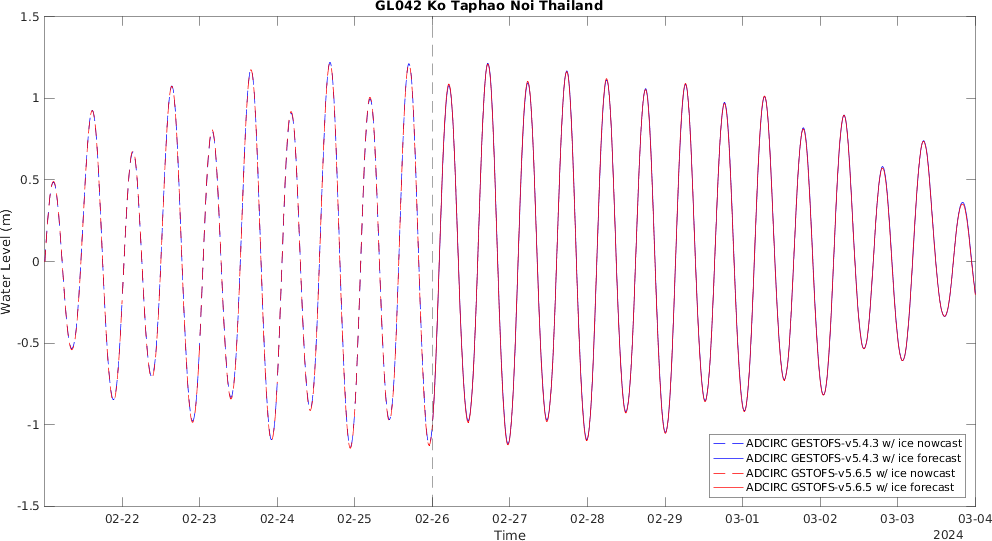 GL042 Ko Taphao Noi Thailand
1.5
1
0.5
0
-0.5
-1
-1.5
Water Level (m)
ADCIRC GESTOFS-v5.4.3 w/ ice nowcast
ADCIRC GESTOFS-v5.4.3 w/ ice forecast
ADCIRC GSTOFS-v5.6.5 w/ ice nowcast
ADCIRC GSTOFS-v5.6.5 w/ ice forecast
02-22 02-23 02-24 02-25 02-26 02-27 02-28 02-29 03-01 03-02 03-03 03-04
Time
2024